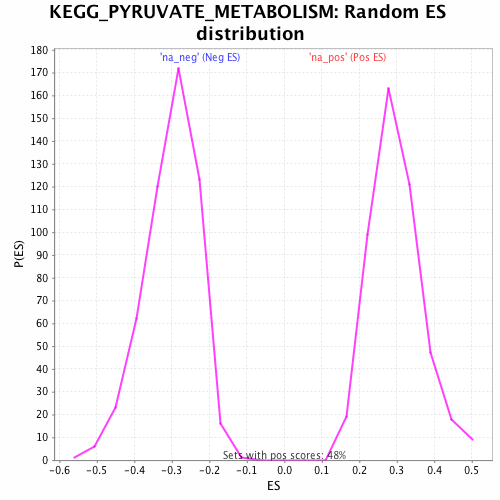 KEGG_PYRUVATE_METABOLISM: Random ES
distribution
'na_neg' (Neg ES) 'na_pos' (Pos ES)
P(ES)
180
170
160
150
140
130
120
110
100
90
80
70
60
50
40
30
20
10
0
Sets with pos scores: 48%
-0.6 -0.5 -0.4 -0.3 -0.2 -0.1 0.0 0.1 0.2 0.3 0.4 0.5
ES